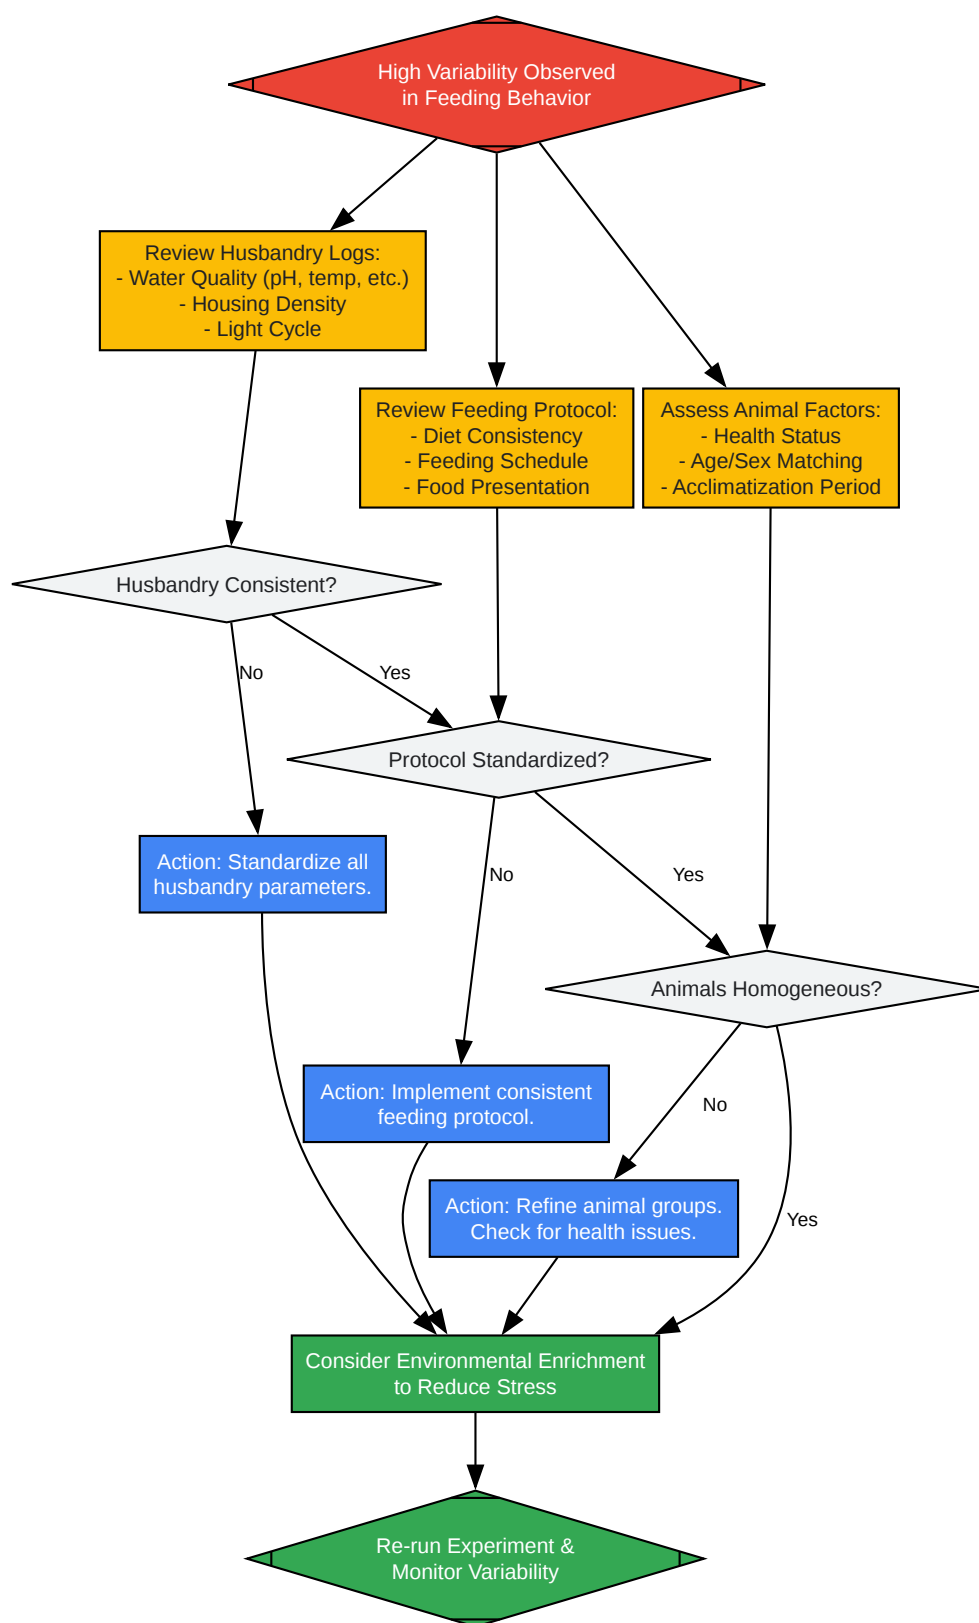 High Variability Observed
in Feeding Behavior
Review Husbandry Logs:
- Water Quality (pH, temp, etc.)
- Housing Density
- Light Cycle
Review Feeding Protocol:
- Diet Consistency
- Feeding Schedule
- Food Presentation
Assess Animal Factors:
- Health Status
- Age/Sex Matching
- Acclimatization Period
Husbandry Consistent?
No
Yes
Protocol Standardized?
Action: Standardize all
husbandry parameters.
No
Yes
Animals Homogeneous?
Action: Implement consistent
feeding protocol.
No
Action: Refine animal groups.
Check for health issues.
Yes
Consider Environmental Enrichment
to Reduce Stress
Re-run Experiment &
Monitor Variability